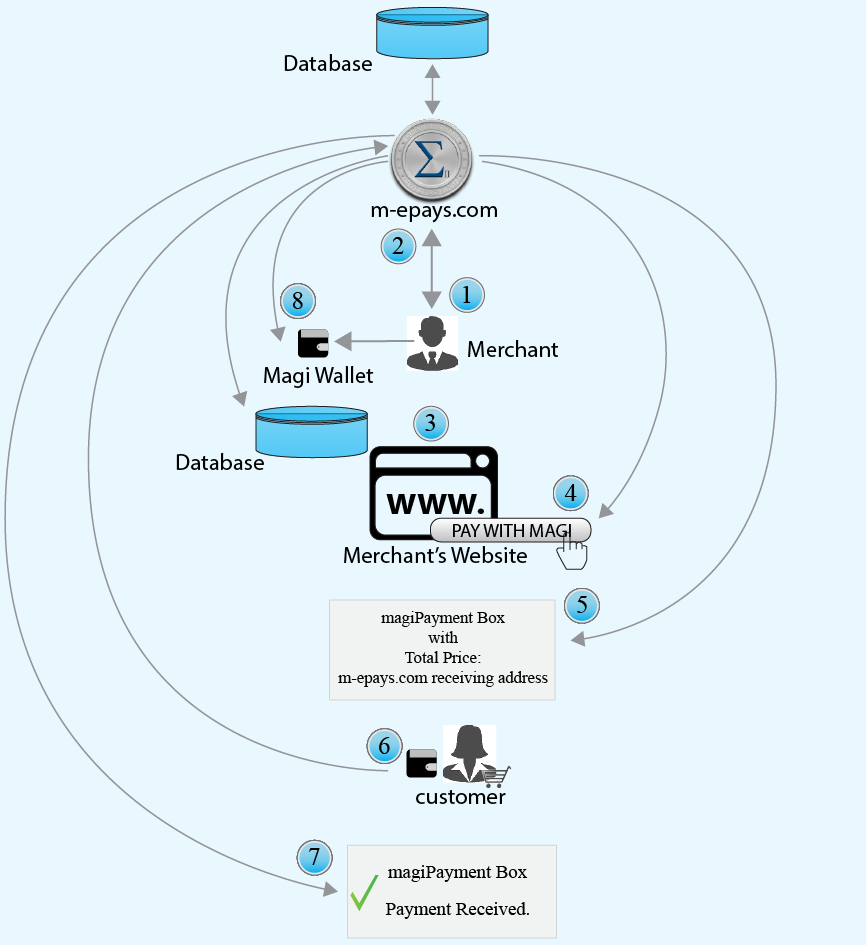 Database
Σ
m-epays.com
2
1
8
Merchant
Magi Wallet
3
Database
www.
4
PAY WITH MAGI
Merchant's Website
5
magiPayment Box
with
Total Price:
m-epays.com receiving address
6
customer
7
magiPayment Box
Payment Received.